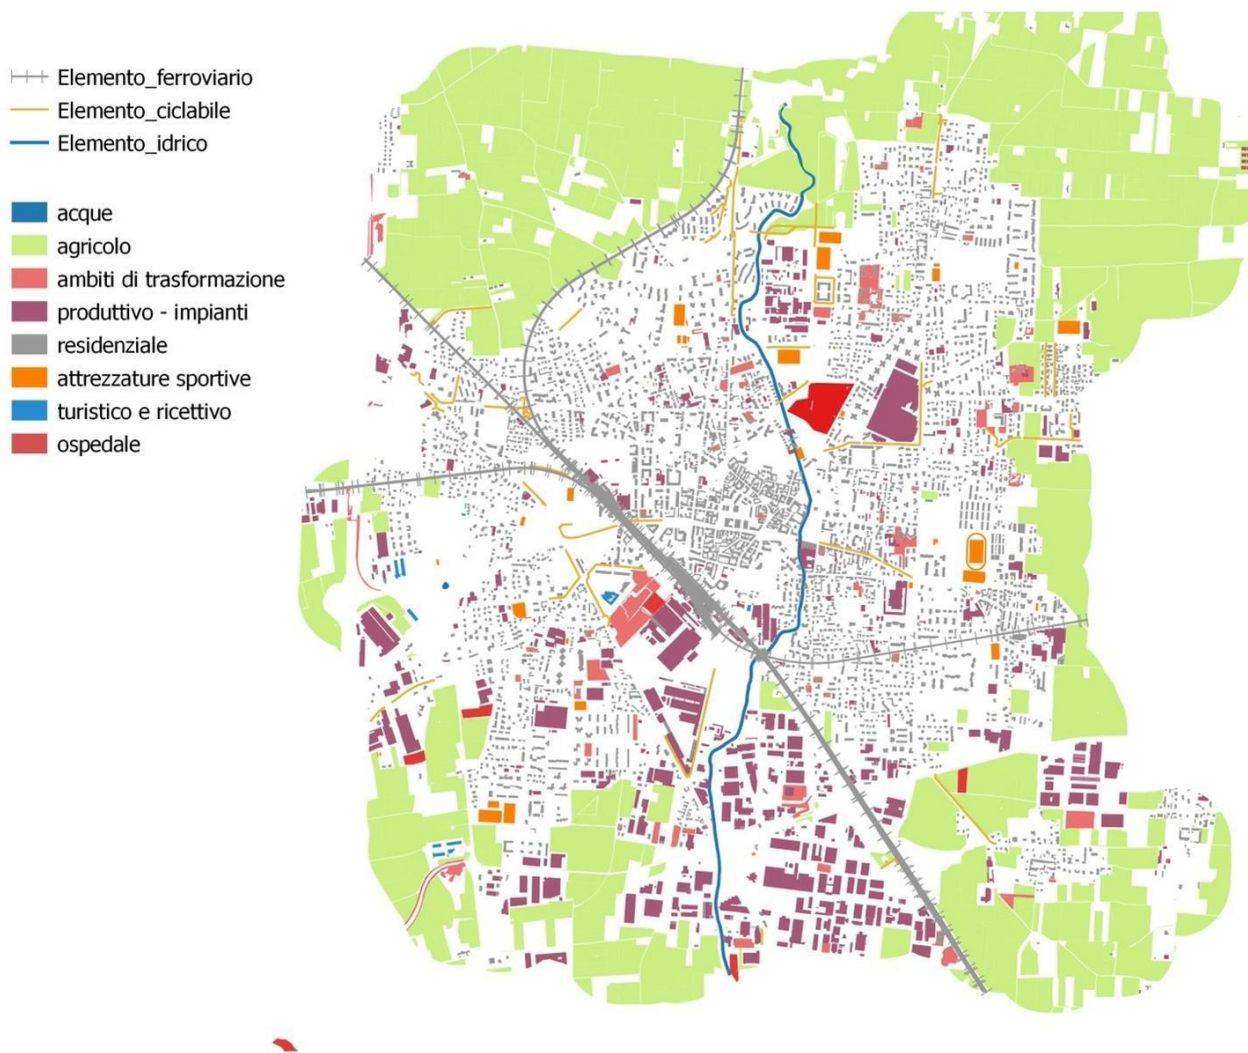 Elemento_ferroviario
Elemento_ciclabile
Elemento_idrico
acque
agricolo
ambiti di trasformazione
produttivo - impianti
residenziale
attrezzature sportive
turistico e ricettivo
ospedale